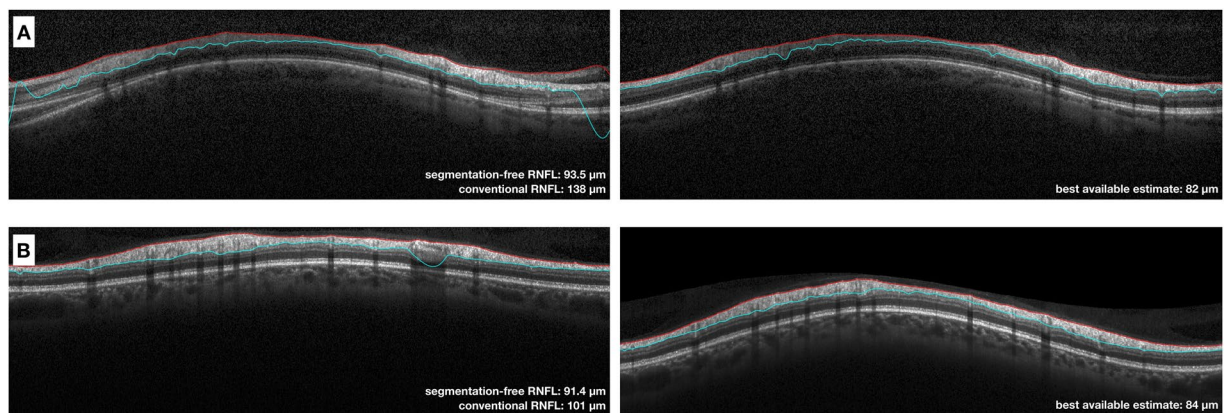 A
segmentation-free RNFL: 93.5 µm
conventional RNFL: 138 µm
best available estimate: 82 µm
B
segmentation-free RNFL: 91.4 µm
conventional RNFL: 101 µm
best available estimate: 84 µm